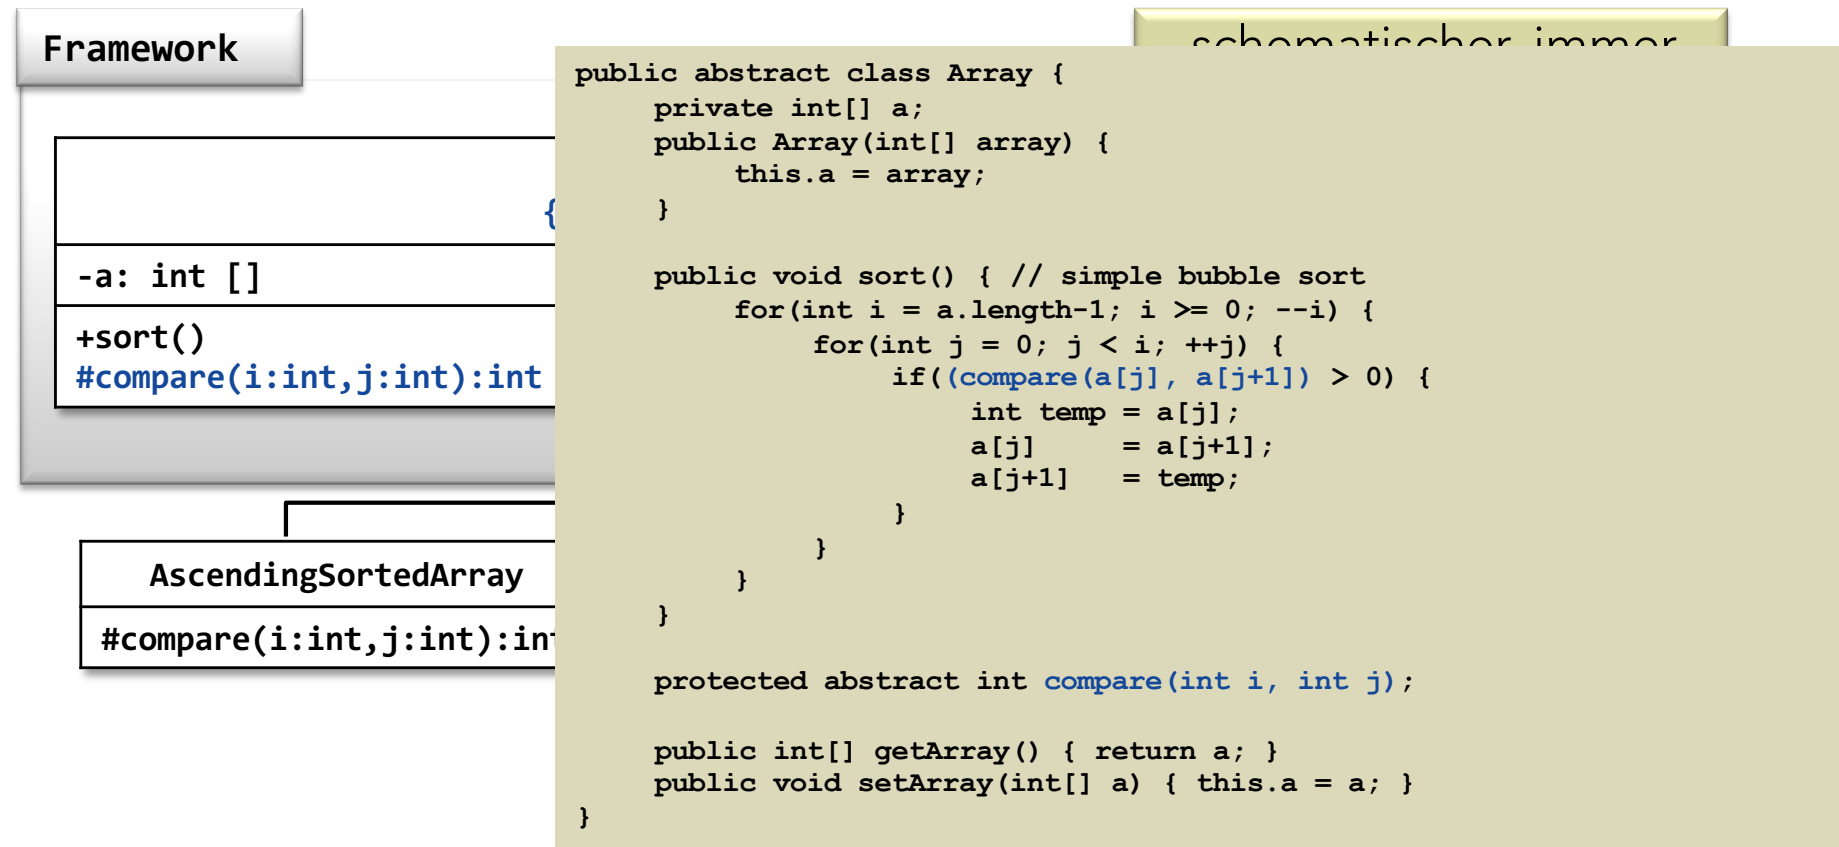 Framework
schematischer immer
{
-a: int []
+sort()
#compare(i:int,j:int):int
AscendingSortedArray
#compare(i:int,j:int):int
public abstract class Array {
private int[] a;
public Array(int[] array) {
this.a = array;
}
public void sort() { // simple bubble sort
for(int i = a.length-1; i >= 0; --i) {
for(int j = 0; j < i; ++j) {
if((compare(a[j], a[j+1]) > 0) {
int temp = a[j];
a[j] = a[j+1];
a[j+1] = temp;
}
}
}
}
protected abstract int compare(int i, int j);
public int[] getArray() { return a; }
public void setArray(int[] a) { this.a = a; }
}